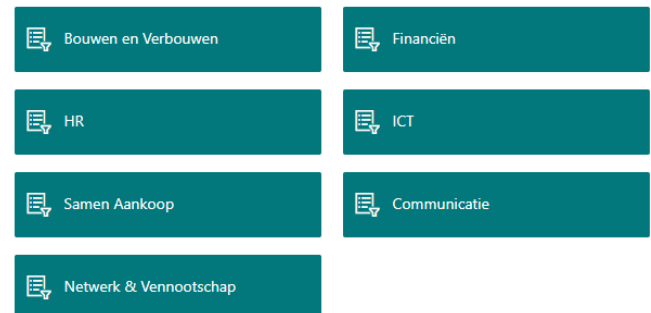 Bouwen en Verbouwen
Financiën
HR
ICT
Samen Aankoop
Communicatie
Netwerk & Vennootschap